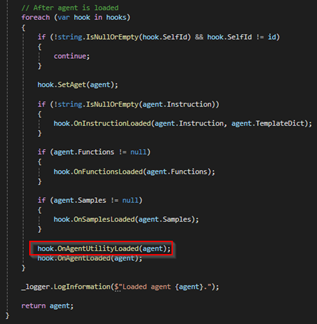 // After agent is loaded
foreach (var hook in hooks)
{
if (!string.IsNullOrEmpty(hook.SelfId) && hook.SelfId != id)
{
continue;
}
hook.SetAget(agent);
if (!string.IsNullOrEmpty(agent.Instruction))
{
hook.OnInstructionLoaded(agent.Instruction, agent.TemplateDict);
}
if (agent.Functions != null)
{
hook.OnFunctionsLoaded(agent.Functions);
}
if (agent.Samples != null)
{
hook.OnSamplesLoaded(agent.Samples);
}
hook.OnAgentUtilityLoaded(agent);
hook.OnAgentLoaded(agent);
}
_logger.LogInformation($"Loaded agent {agent}.");
return agent;
}